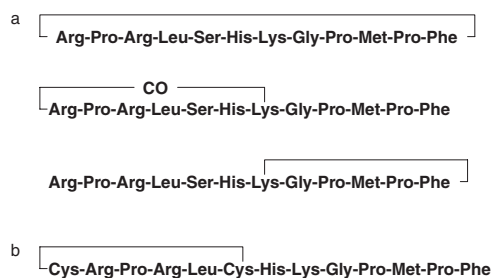 a
Arg-Pro-Arg-Leu-Ser-His-Lys-Gly-Pro-Met-Pro-Phe
CO
Arg-Pro-Arg-Leu-Ser-His-Lys-Gly-Pro-Met-Pro-Phe
Arg-Pro-Arg-Leu-Ser-His-Lys-Gly-Pro-Met-Pro-Phe
b
Cys-Arg-Pro-Arg-Leu-Cys-His-Lys-Gly-Pro-Met-Pro-Phe